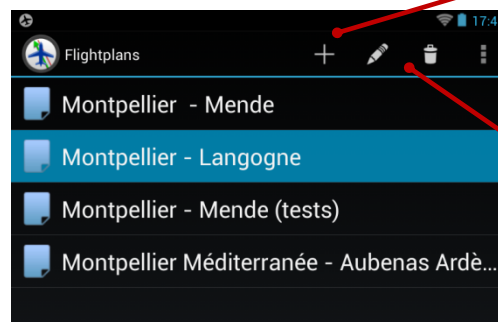 17:4
Flightplans
Montpellier - Mende
Montpellier - Langogne
Montpellier - Mende (tests)
Montpellier Méditerranée - Aubenas Ardè...